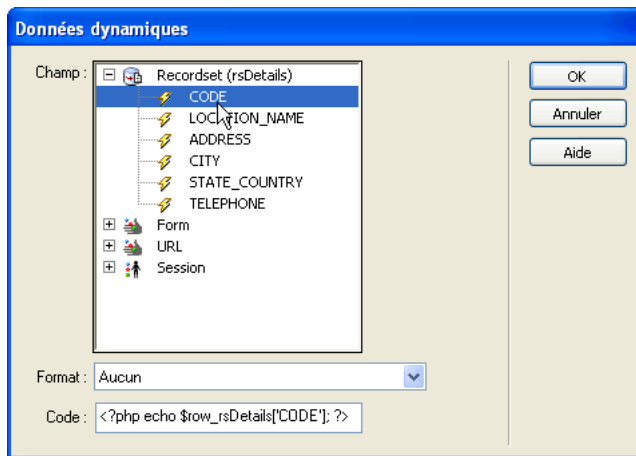 Données dynamiques
Champ :
Recordset (rsDetails)
CODE
LOCATION_NAME
ADDRESS
CITY
STATE_COUNTRY
TELEPHONE
Form
URL
Session
OK
Annuler
Aide
Format : Aucun
Code : <?php echo $row_rsDetails['CODE']; ?>